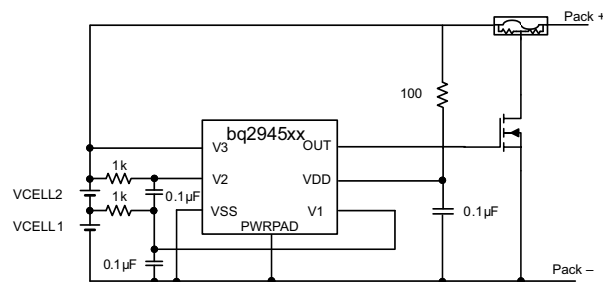 Pack +
100
bq2945xx
V3
OUT
1k
V2
VDD
VCELL2
0.1µF
1k
VCELL1
VSS
V1
0.1µF
PWRPAD
0.1µF
Pack –